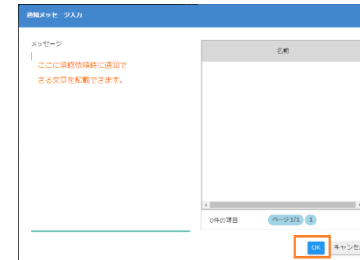 通知メッセージ入力
メッセージ
ここに承認依頼時に通知で
きる文章を記載できます。
名前
0件の項目
ページ1/1
1
OK
キャンセル